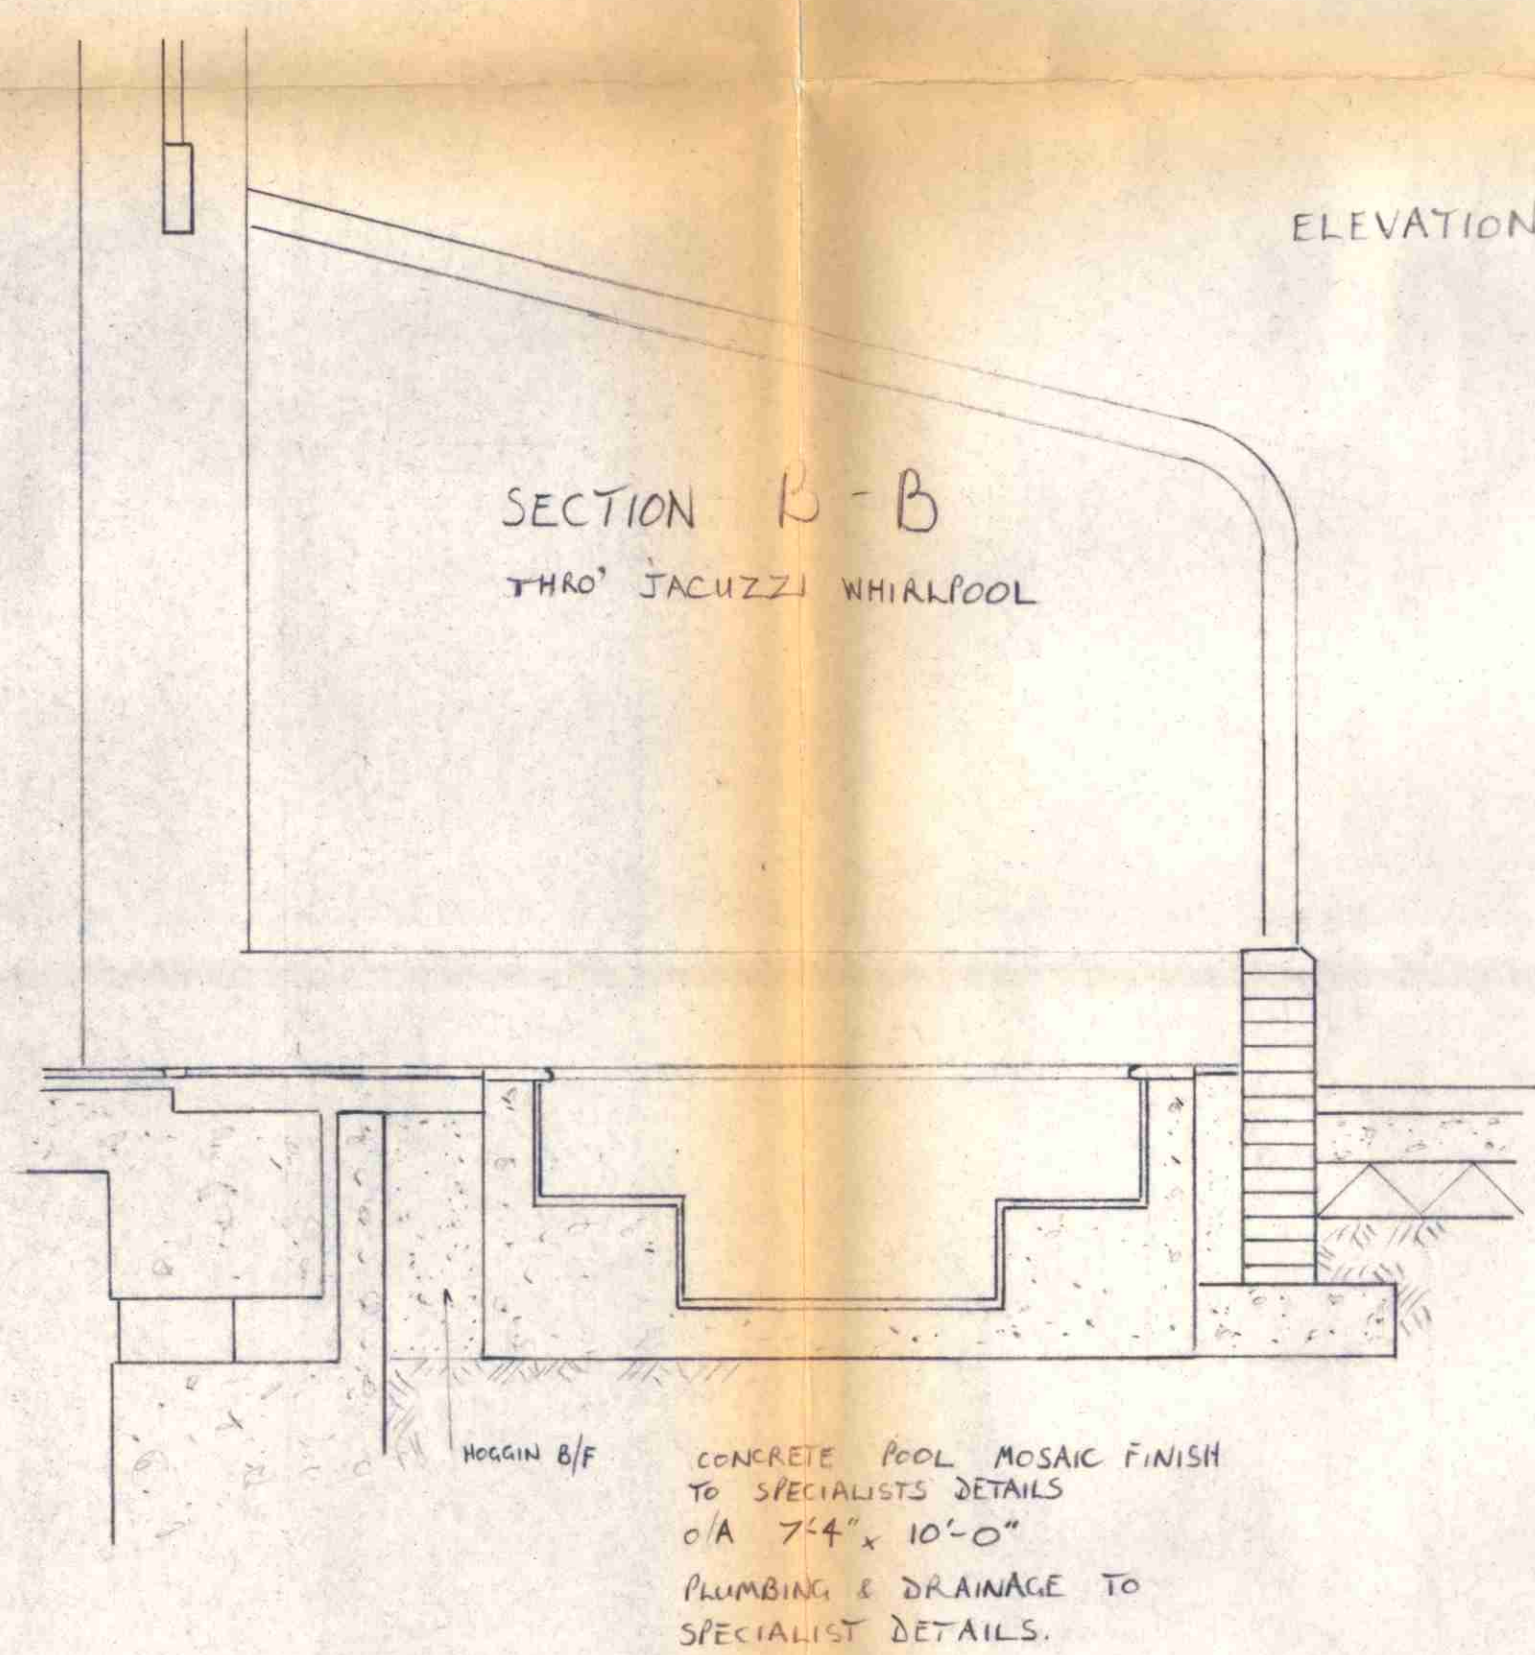 ELEVATION
SECTION B-B
THRO' JACUZZI WHIRLPOOL
HOGGIN B/F
CONCRETE POOL MOSAIC FINISH
TO SPECIALISTS DETAILS
O/A 7'-4" x 10'-0"
PLUMBING & DRAINAGE TO
SPECIALIST DETAILS.